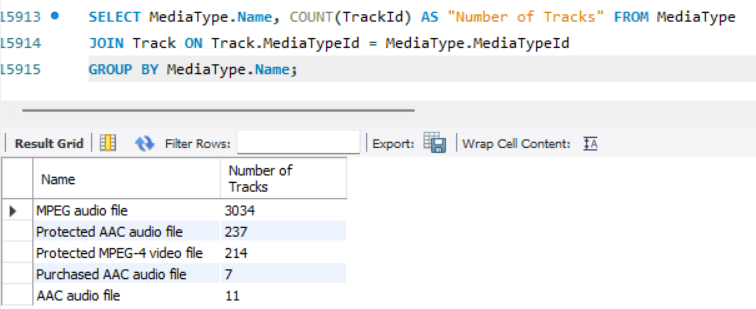 15913 SELECT MediaType.Name, COUNT(TrackId) AS "Number of Tracks" FROM MediaType
15914 JOIN Track ON Track.MediaTypeId = MediaType.MediaTypeId
15915 GROUP BY MediaType.Name;
Result Grid Filter Rows: Export: Wrap Cell Content: IA
Name Number of
Tracks
MPEG audio file 3034
Protected AAC audio file 237
Protected MPEG-4 video file 214
Purchased AAC audio file 7
AAC audio file 11